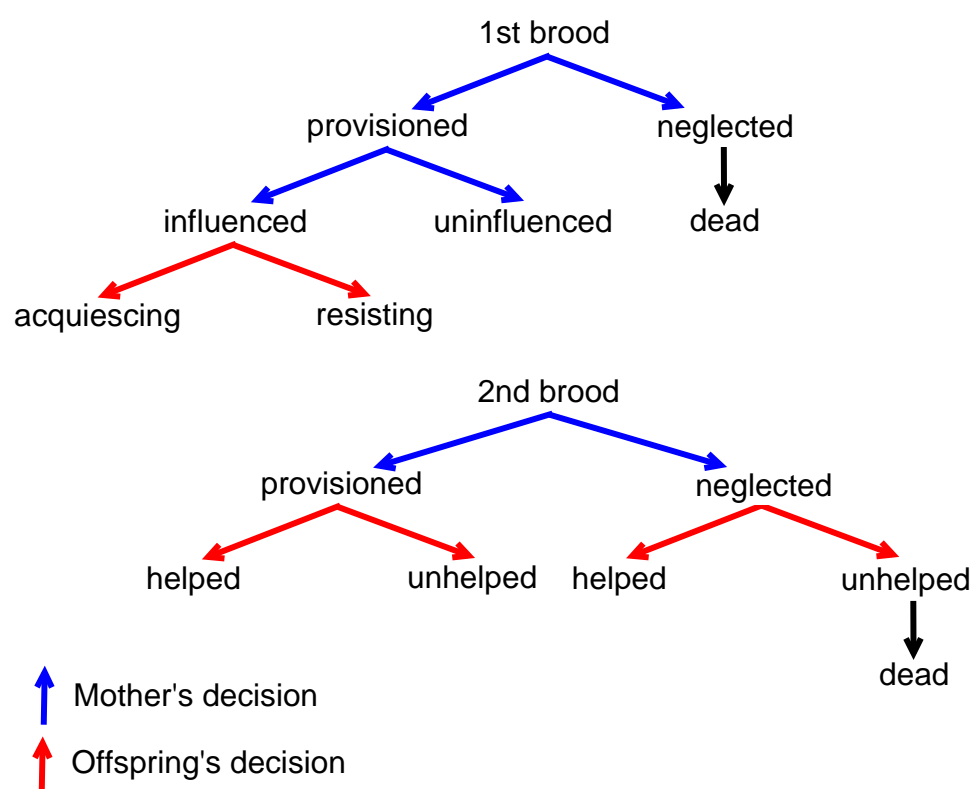 1st brood
provisioned neglected
influenced uninfluenced dead
acquiescing resisting
2nd brood
provisioned neglected
helped unhelped helped unhelped
dead
Mother's decision
Offspring's decision